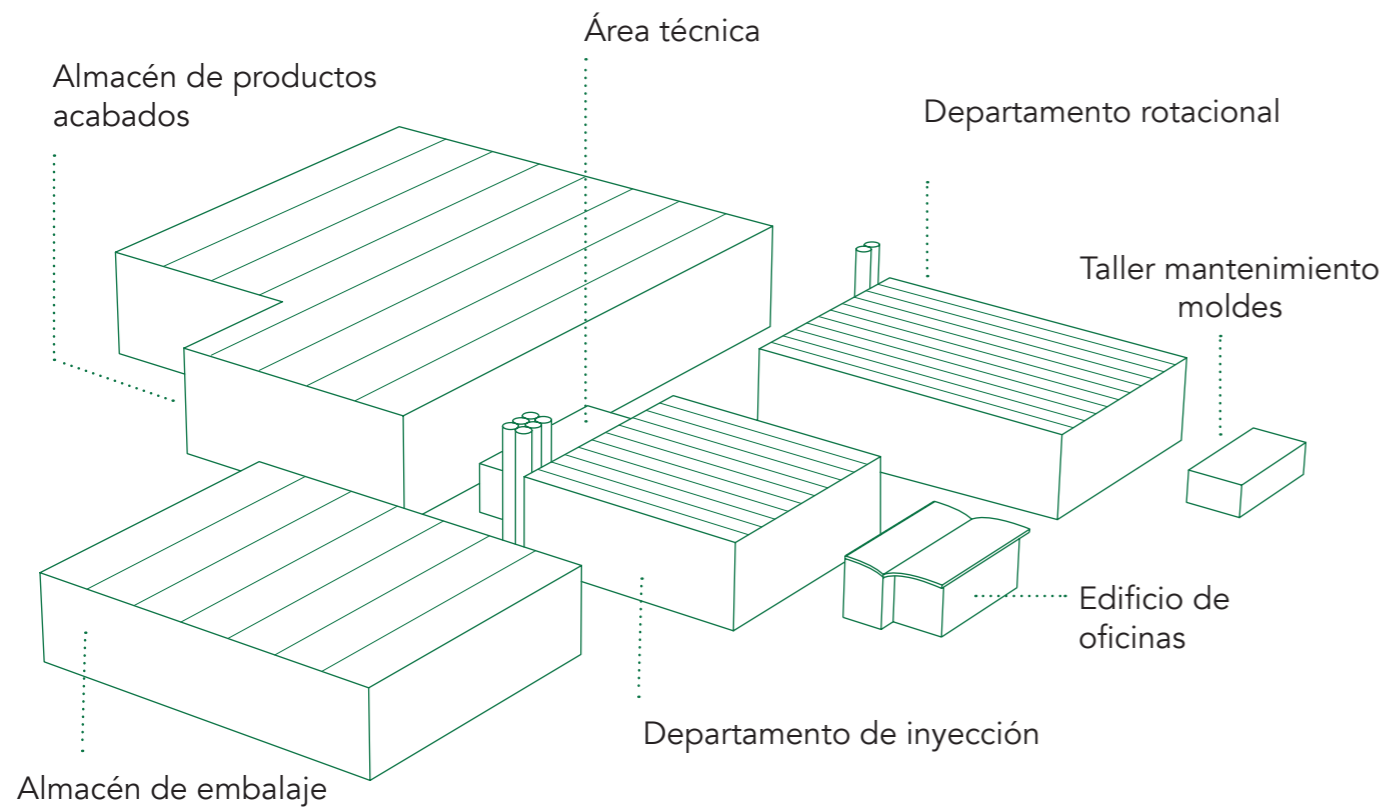 Área técnica
Almacén de productos
acabados
Departamento rotacional
Taller mantenimiento
moldes
Edificio de
oficinas
Departamento de inyección
Almacén de embalaje